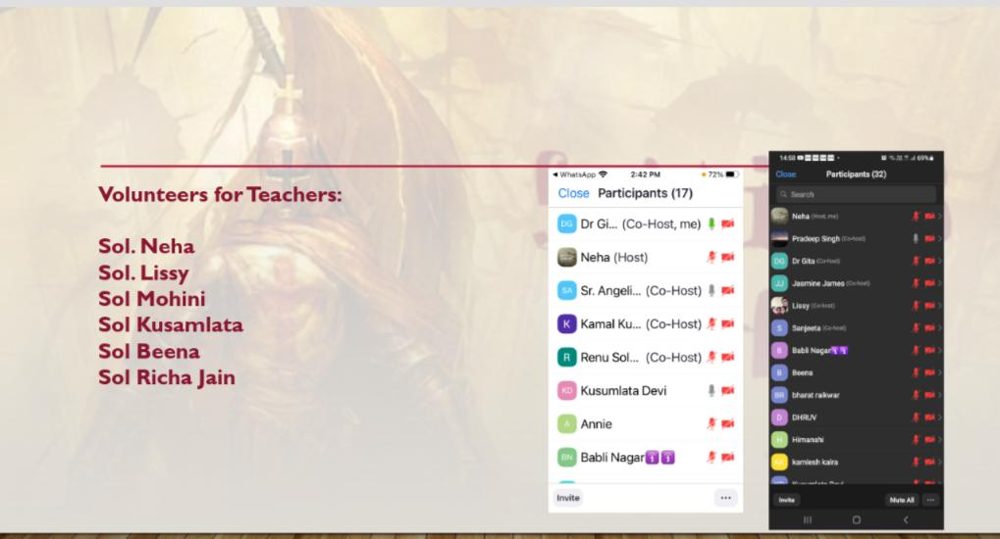 Volunteers for Teachers:
Sol. Neha
Sol. Lissy
Sol Mohini
Sol Kusamlata
Sol Beena
Sol Richa Jain
WhatsApp 2:42 PM 72%
Close Participants (17)
DG Dr Gi... (Co-Host, me)
Neha (Host)
SA Sr. Angeli... (Co-Host)
K Kamal Ku... (Co-Host)
R Renu Sol... (Co-Host)
KD Kusumlata Devi
A Annie
BN Babli Nagar
Invite ...
14:58 69%
Close Participants (32)
Search
Neha (Host, me)
Pradeep Singh (Co-host)
DG Dr Gita (Co-host)
JJ Jasmine James (Co-host)
Lissy (Co-host)
S Sanjeeta (Co-host)
B Babli Nagar
B Beena
BR bharat raikwar
D DHRUV
H Himanshi
KK kamlesh kalra
Kusumlata Devi
Invite Mute All ...